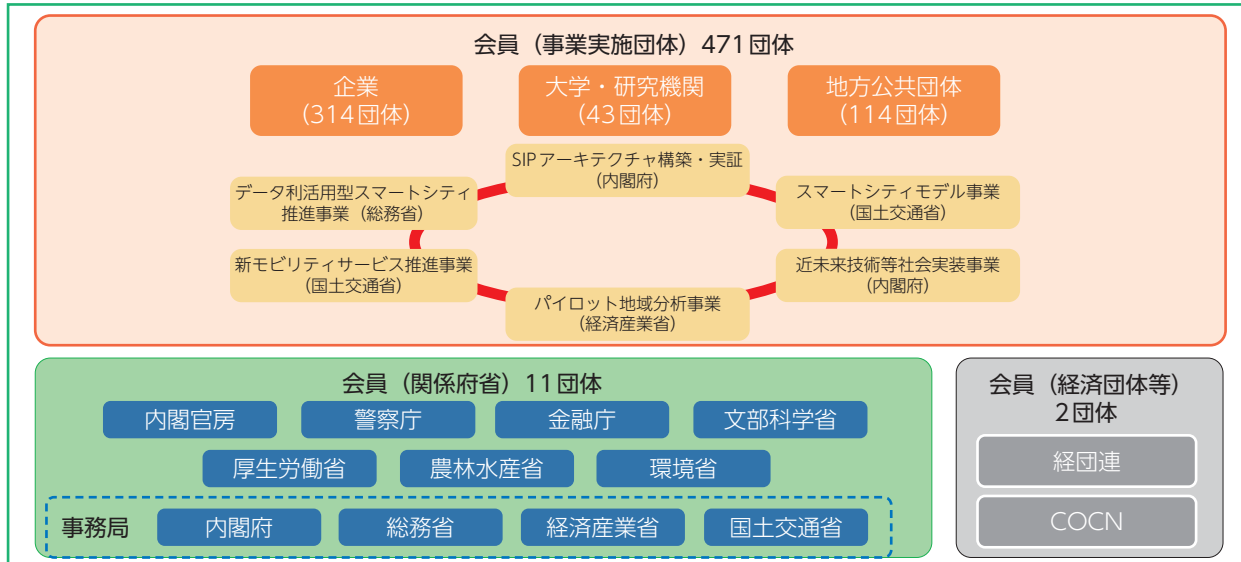 会員（事業実施団体）471団体
企業
（314団体）
大学・研究機関
（43団体）
地方公共団体
（114団体）
SIPアーキテクチャ構築・実証
（内閣府）
データ利活用型スマートシティ
推進事業（総務省）
スマートシティモデル事業
（国土交通省）
新モビリティサービス推進事業
（国土交通省）
近未来技術等社会実装事業
（内閣府）
パイロット地域分析事業
（経済産業省）
会員（関係府省）11団体
内閣官房
警察庁
金融庁
文部科学省
厚生労働省
農林水産省
環境省
事務局
内閣府
総務省
経済産業省
国土交通省
会員（経済団体等）
2団体
経団連
COCN